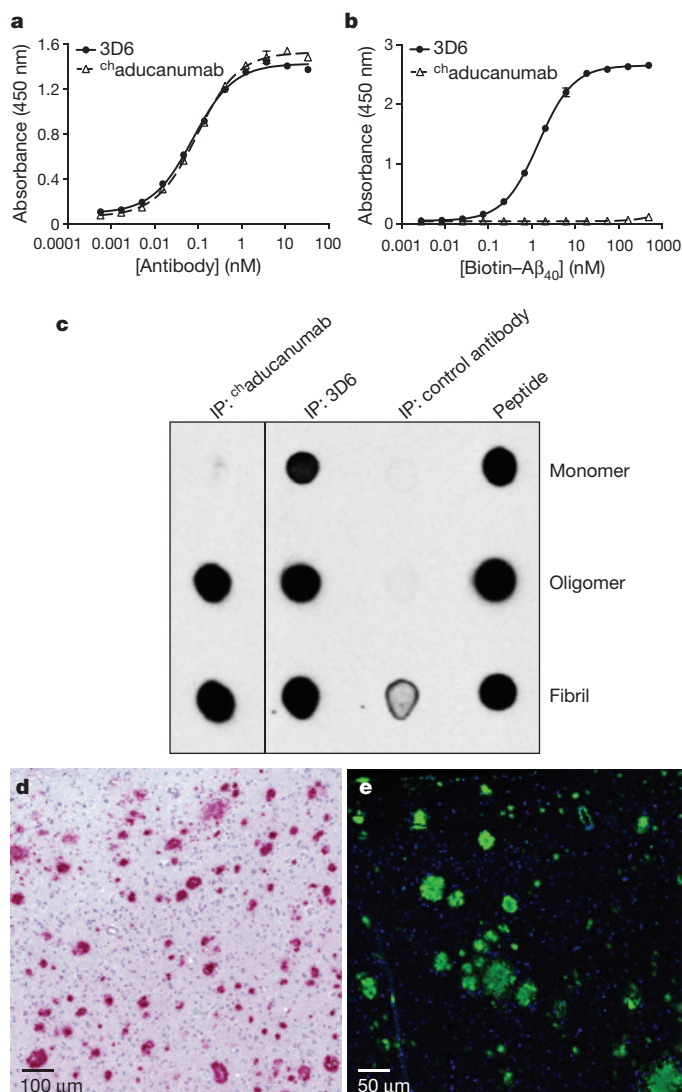 a
3D6
chaducanumab
Absorbance (450 nm)
1.6
1.2
0.8
0.4
0
0.0001
0.001
0.01
0.1
1
10
100
[Antibody] (nM)
b
3D6
chaducanumab
Absorbance (450 nm)
3
2
1
0
0.001
0.1
1
10
100
1000
[Biotin–Aβ40] (nM)
c
IP: chaducanumab
IP: 3D6
IP: control antibody
Peptide
Monomer
Oligomer
Fibril
d
100 µm
e
50 µm